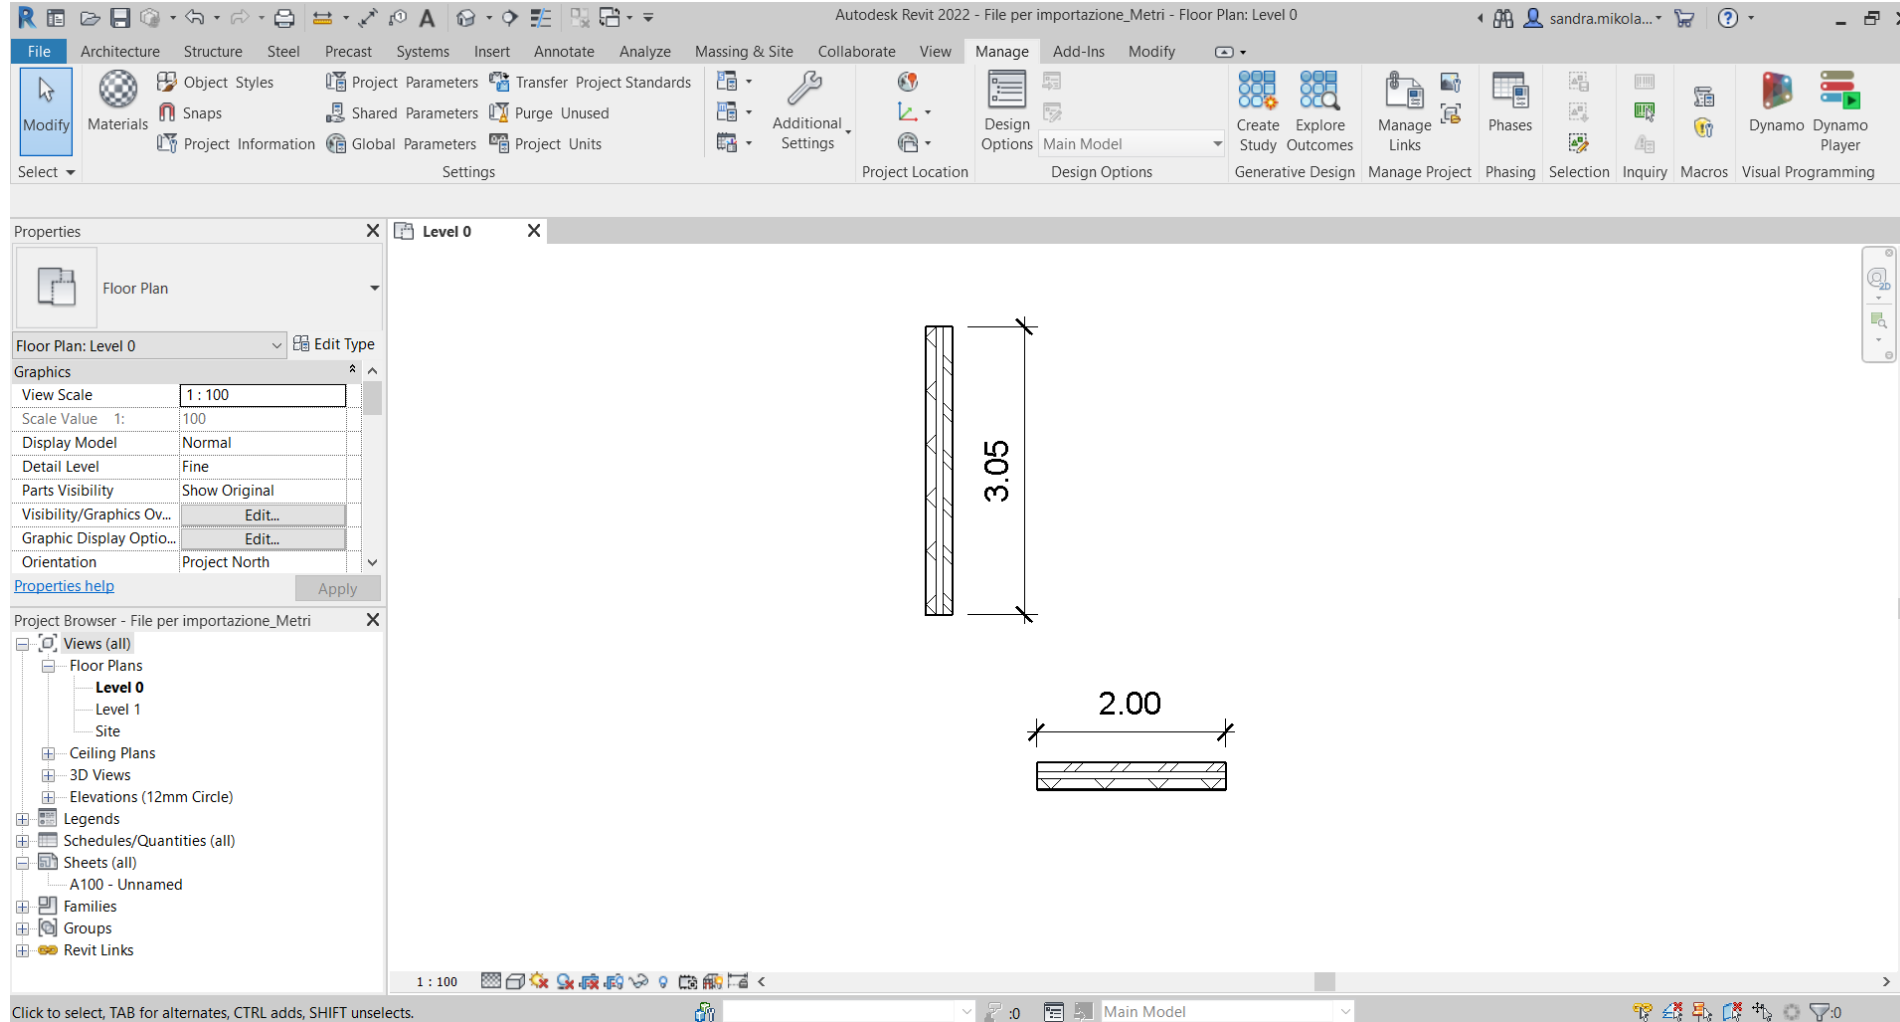 Autodesk Revit 2022 - File per importazione_Metri - Floor Plan: Level 0
sandra.mikola...
File Architecture Structure Steel Precast Systems Insert Annotate Analyze Massing & Site Collaborate View Manage Add-Ins Modify
Modify
Materials
Object Styles
Snaps
Project Information
Project Parameters
Shared Parameters
Global Parameters
Transfer Project Standards
Purge Unused
Project Units
Additional
Settings
Design
Options
Main Model
Create
Study
Explore
Outcomes
Manage
Links
Phases
Dynamo
Dynamo
Player
Select
Settings
Project Location
Design Options
Generative Design
Manage Project
Phasing
Selection
Inquiry
Macros
Visual Programming
Properties
Level 0
Floor Plan
Floor Plan: Level 0
Edit Type
Graphics
View Scale 1 : 100
Scale Value 1: 100
Display Model Normal
Detail Level Fine
Parts Visibility Show Original
Visibility/Graphics Ov... Edit...
Graphic Display Optio... Edit...
Orientation Project North
Properties help
Apply
Project Browser - File per importazione_Metri
Views (all)
Floor Plans
Level 0
Level 1
Site
Ceiling Plans
3D Views
Elevations (12mm Circle)
Legends
Schedules/Quantities (all)
Sheets (all)
A100 - Unnamed
Families
Groups
Revit Links
3.05
2.00
2D
1 : 100
Click to select, TAB for alternates, CTRL adds, SHIFT unselects.
:0
Main Model
:0